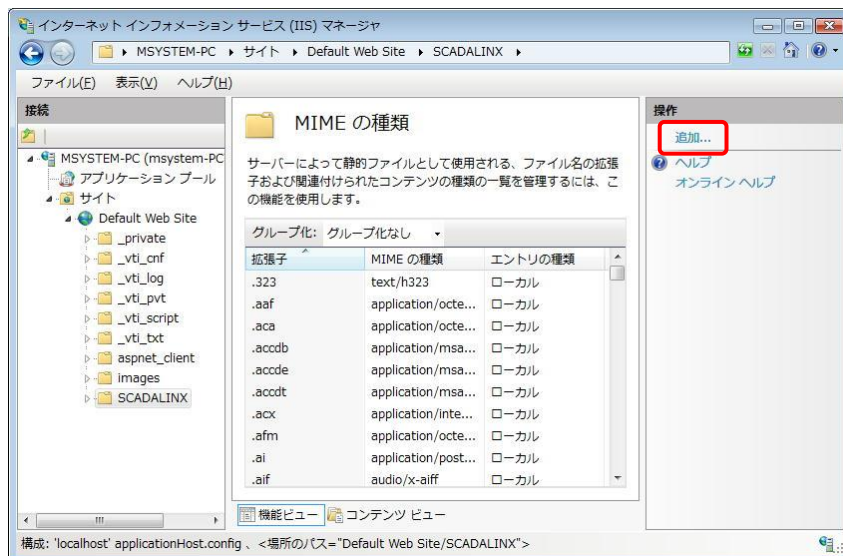 インターネット インフォメーション サービス (IIS) マネージャ
MSYSTEM-PC ▸ サイト ▸ Default Web Site ▸ SCADALINX ▸
ファイル(F) 表示(V) ヘルプ(H)
接続
MSYSTEM-PC (msystem-PC
アプリケーション プール
サイト
Default Web Site
_private
_vti_cnf
_vti_log
_vti_pvt
_vti_script
_vti_txt
aspnet_client
images
SCADALINX
MIME の種類
サーバーによって静的ファイルとして使用される、ファイル名の拡張
子および関連付けられたコンテンツの種類の一覧を管理するには、こ
の機能を使用します。
グループ化: グループ化なし
拡張子 MIME の種類 エントリの種類
.323 text/h323 ローカル
.aaf application/octe... ローカル
.aca application/octe... ローカル
.accdb application/msa... ローカル
.accde application/msa... ローカル
.accdt application/msa... ローカル
.acx application/inte... ローカル
.afm application/octe... ローカル
.ai application/post... ローカル
.aif audio/x-aiff ローカル
機能ビュー コンテンツ ビュー
操作
追加...
ヘルプ
オンライン ヘルプ
構成: 'localhost' applicationHost.config 、<場所のパス="Default Web Site/SCADALINX">